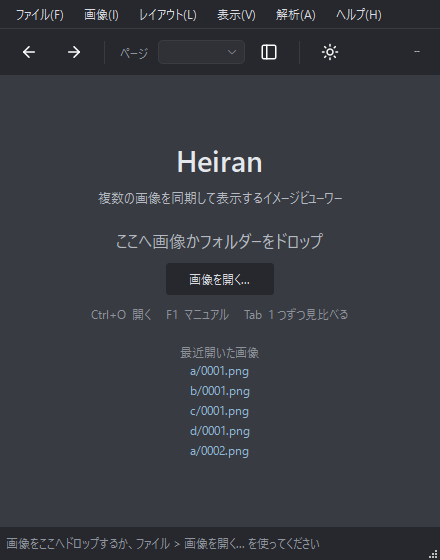 ファイル(F) 画像(I) レイアウト(L) 表示(V) 解析(A) ヘルプ(H)
ページ
Heiran
複数の画像を同期して表示するイメージビューワー
ここへ画像かフォルダーをドロップ
画像を開く...
Ctrl+O 開く F1 マニュアル Tab 1つずつ見比べる
最近開いた画像
a/0001.png
b/0001.png
c/0001.png
d/0001.png
a/0002.png
画像をここへドロップするか、ファイル > 画像を開く... を使ってください